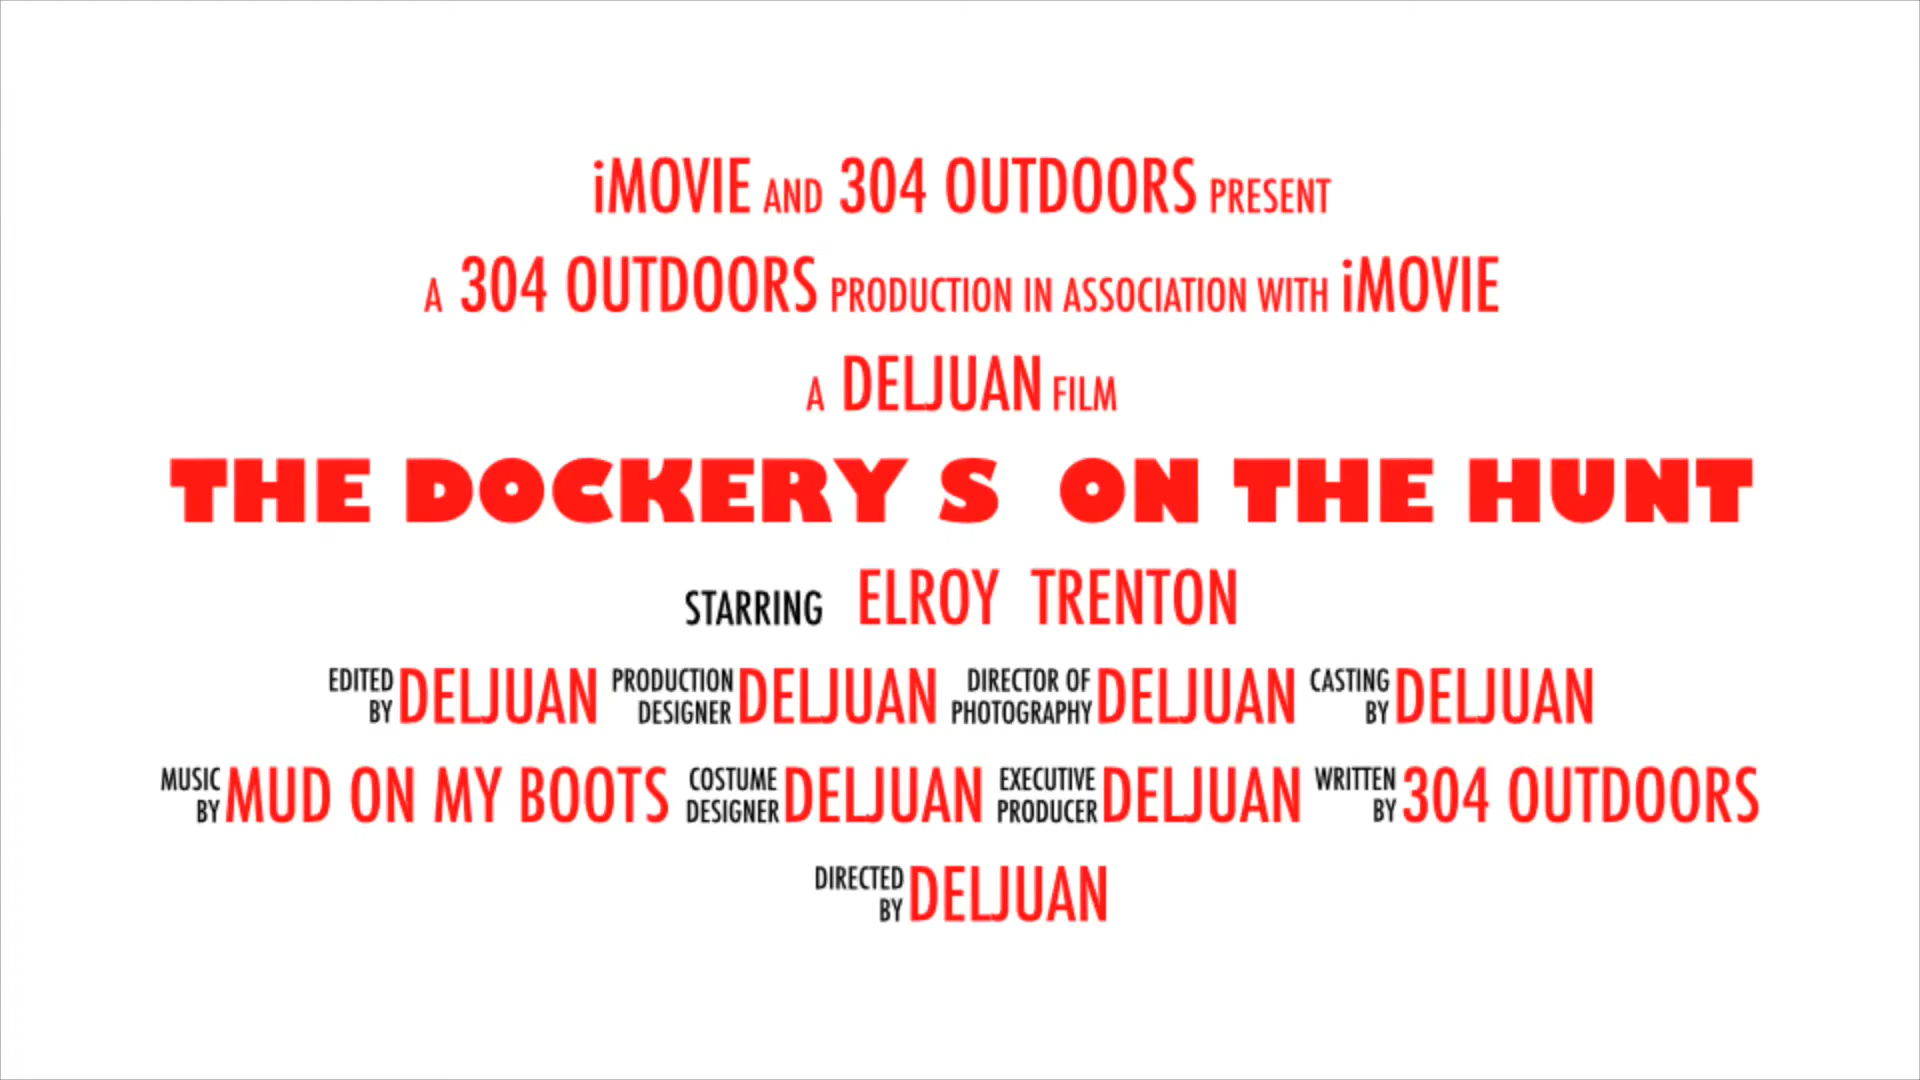 iMOVIE AND 304 OUTDOORS PRESENT
A 304 OUTDOORS PRODUCTION IN ASSOCIATION WITH iMOVIE
A DELJUAN FILM
THE DOCKERY S ON THE HUNT
STARRING ELROY TRENTON
EDITED BY DELJUAN PRODUCTION DESIGNER DELJUAN DIRECTOR OF PHOTOGRAPHY DELJUAN CASTING BY DELJUAN
MUSIC BY MUD ON MY BOOTS COSTUME DESIGNER DELJUAN EXECUTIVE PRODUCER DELJUAN WRITTEN BY 304 OUTDOORS
DIRECTED BY DELJUAN